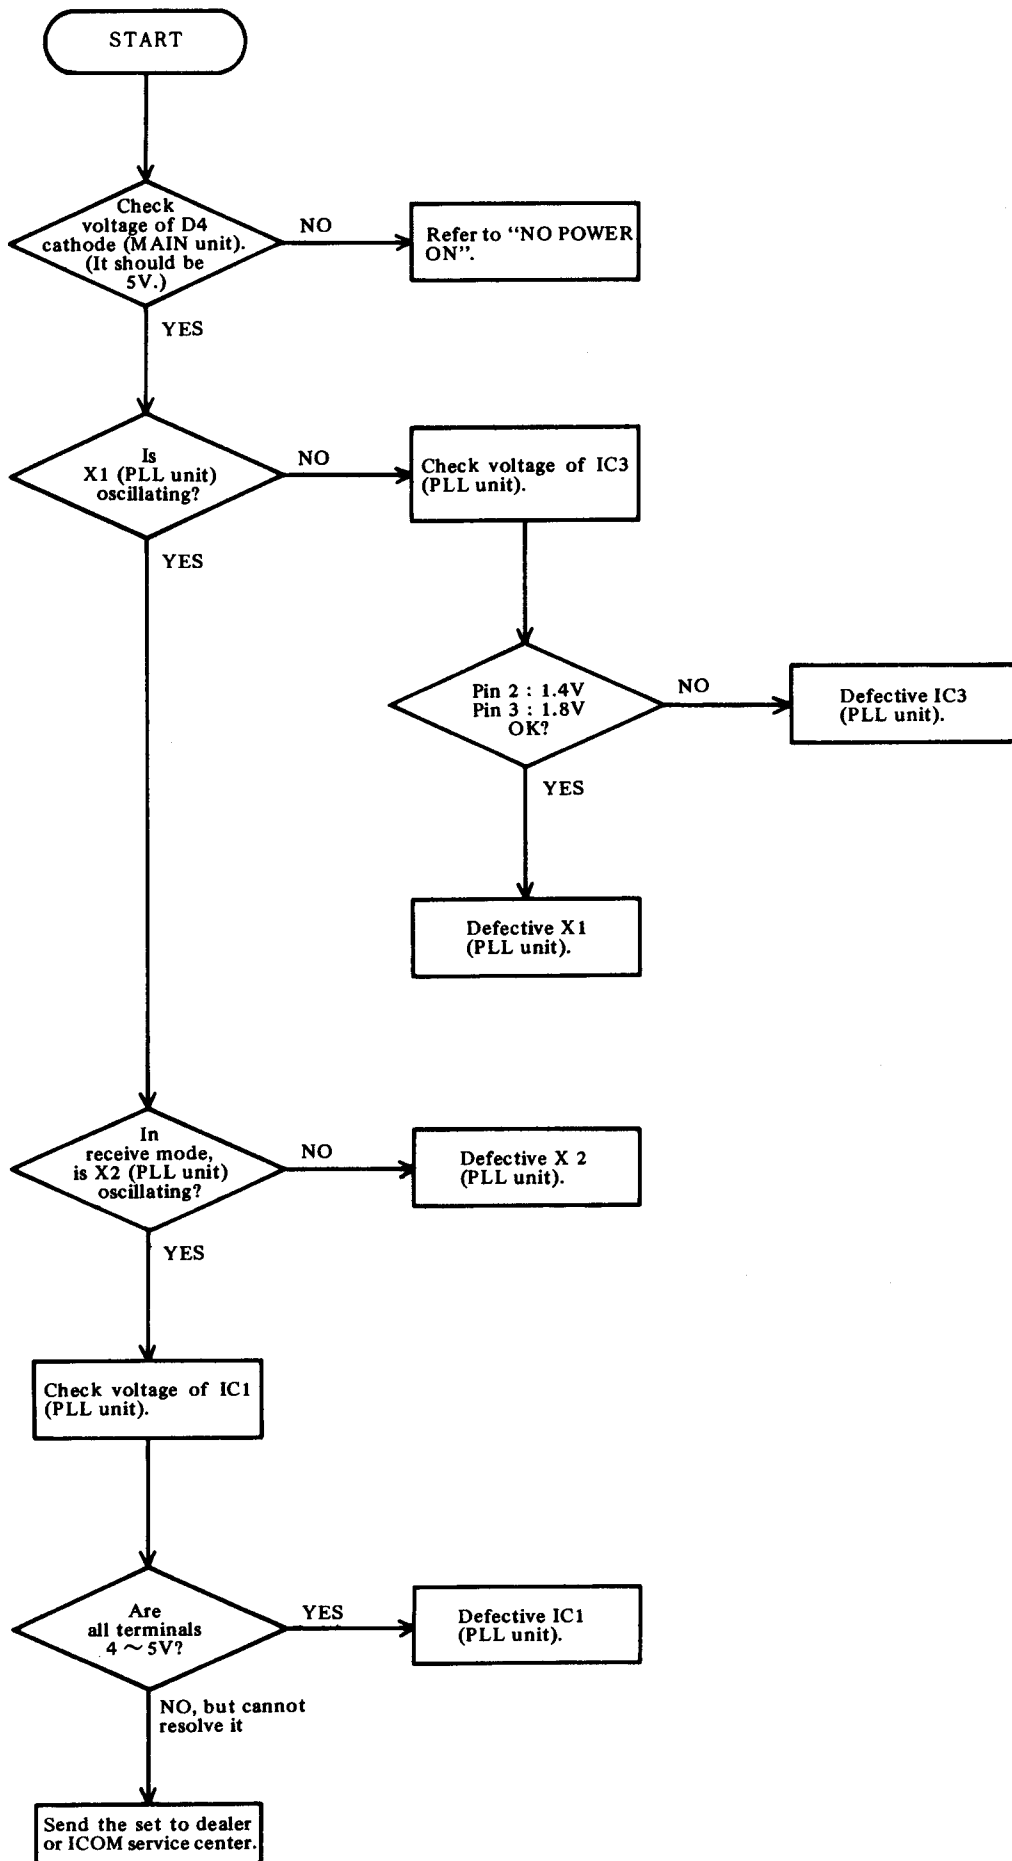 START
Check
voltage of D4
cathode (MAIN unit).
(It should be
5V.)
NO
Refer to “NO POWER
ON”.
YES
Is
X1 (PLL unit)
oscillating?
NO
Check voltage of IC3
(PLL unit).
YES
Pin 2 : 1.4V
Pin 3 : 1.8V
OK?
NO
Defective IC3
(PLL unit).
YES
Defective X1
(PLL unit).
In
receive mode,
is X2 (PLL unit)
oscillating?
NO
Defective X 2
(PLL unit).
YES
Check voltage of IC1
(PLL unit).
Are
all terminals
4 ~ 5V?
YES
Defective IC1
(PLL unit).
NO, but cannot
resolve it
Send the set to dealer
or ICOM service center.